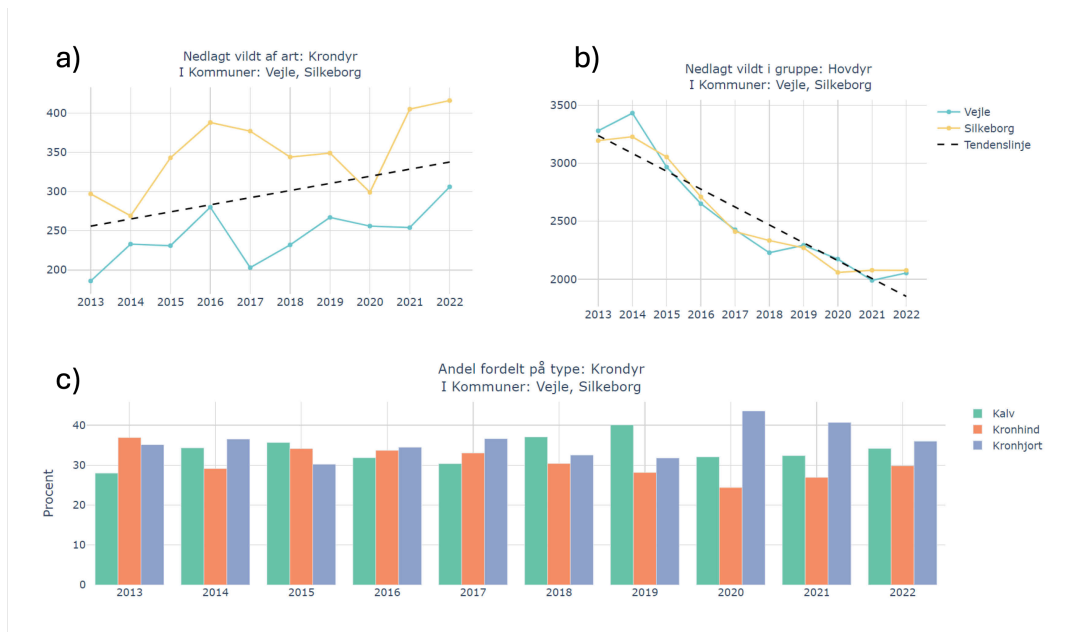 a)
Nedlagt vildt af art: Krondyr
I Kommuner: Vejle, Silkeborg
400
350
300
250
200
2013 2014 2015 2016 2017 2018 2019 2020 2021 2022
b)
Nedlagt vildt i gruppe: Hovdyr
I Kommuner: Vejle, Silkeborg
3500
3000
2500
2000
2013 2014 2015 2016 2017 2018 2019 2020 2021 2022
Vejle
Silkeborg
Tendenslinje
c)
Andel fordelt på type: Krondyr
I Kommuner: Vejle, Silkeborg
Procent
40
30
20
10
0
2013 2014 2015 2016 2017 2018 2019 2020 2021 2022
Kalv
Kronhind
Kronhjort